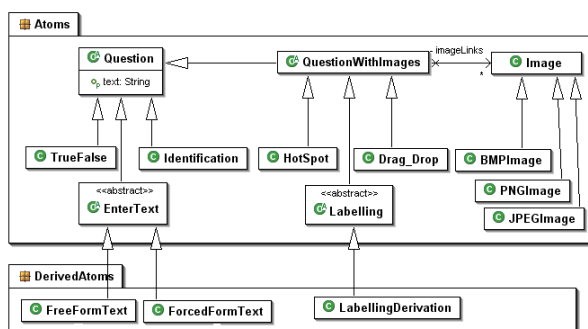 Atoms
Question
text: String
QuestionWithImages
- imageLinks
*
Image
TrueFalse
Identification
HotSpot
Drag_Drop
BMPImage
PNGImage
JPEGImage
<<abstract>>
EnterText
<<abstract>>
Labelling
DerivedAtoms
FreeFormText
ForcedFormText
LabellingDerivation